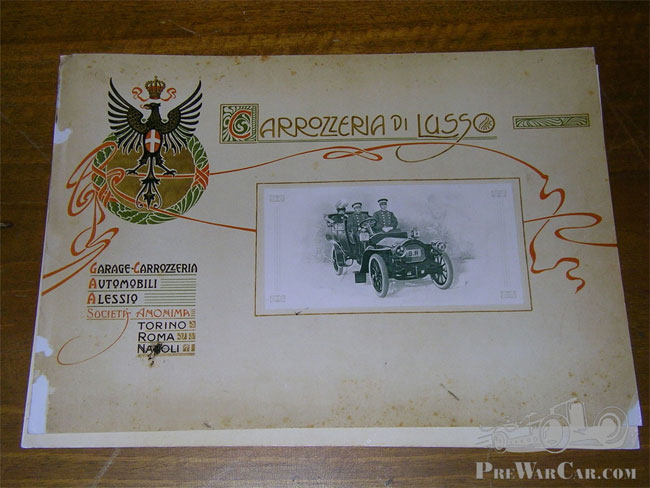 CARROZZERIA DI LUSSO
GARAGE-CARROZZERIA
AUTOMOBILI
ALESSIO
SOCIETÀ ANONIMA
TORINO
ROMA
NAPOLI
PREWARCAR.COM